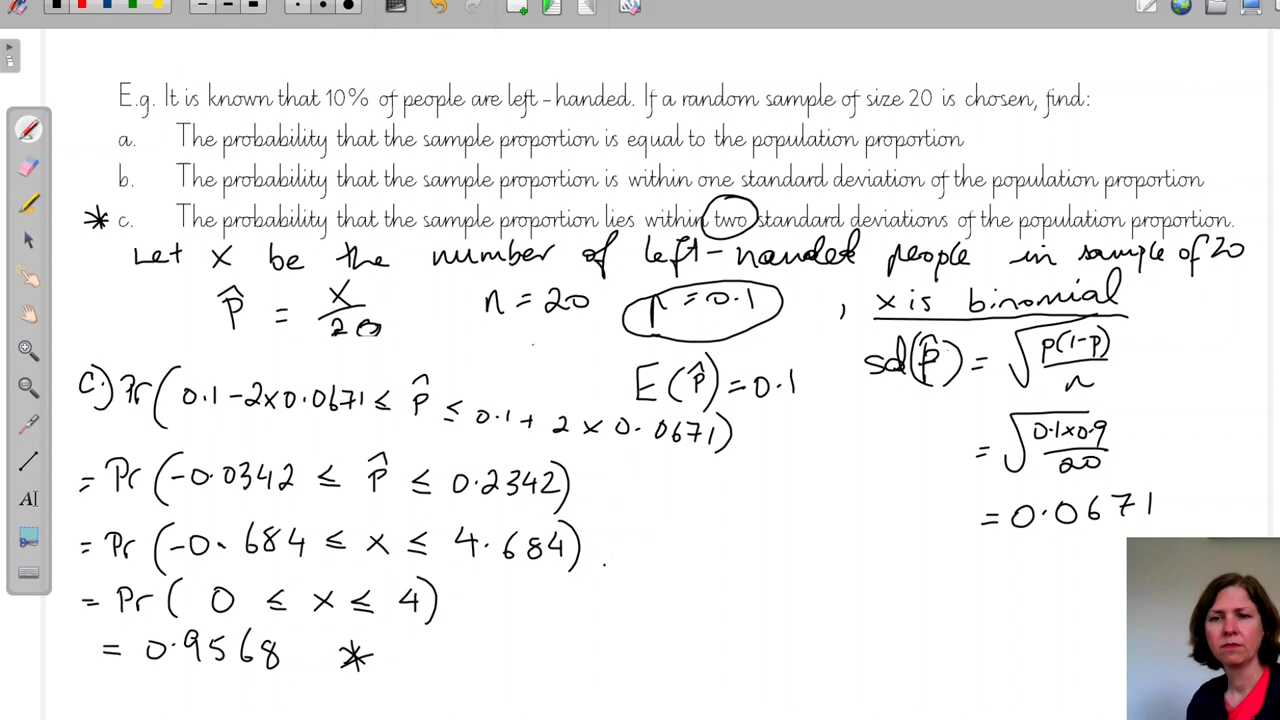 E.g. It is known that 10% of people are left-handed. If a random sample of size 20 is chosen, find:
a. The probability that the sample proportion is equal to the population proportion
b. The probability that the sample proportion is within one standard deviation of the population proportion
* c. The probability that the sample proportion lies within two standard deviations of the population proportion.
Let X be the number of left-handed people in sample of 20
P̂ = X/20 n = 20 p = 0.1, X is binomial
sd(P̂) = √(p(1-p)/n)
E(P̂) = 0.1
= √(0.1×0.9/20)
= 0.0671
c.) Pr(0.1 - 2×0.0671 ≤ P̂ ≤ 0.1 + 2 × 0.0671)
= Pr(-0.0342 ≤ P̂ ≤ 0.2342)
= Pr(-0.684 ≤ X ≤ 4.684)
= Pr(0 ≤ X ≤ 4)
= 0.9568 *
AI